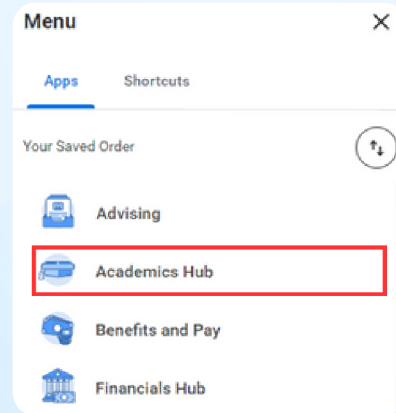 Menu
Apps Shortcuts
Your Saved Order
Advising
Academics Hub
Benefits and Pay
Financials Hub